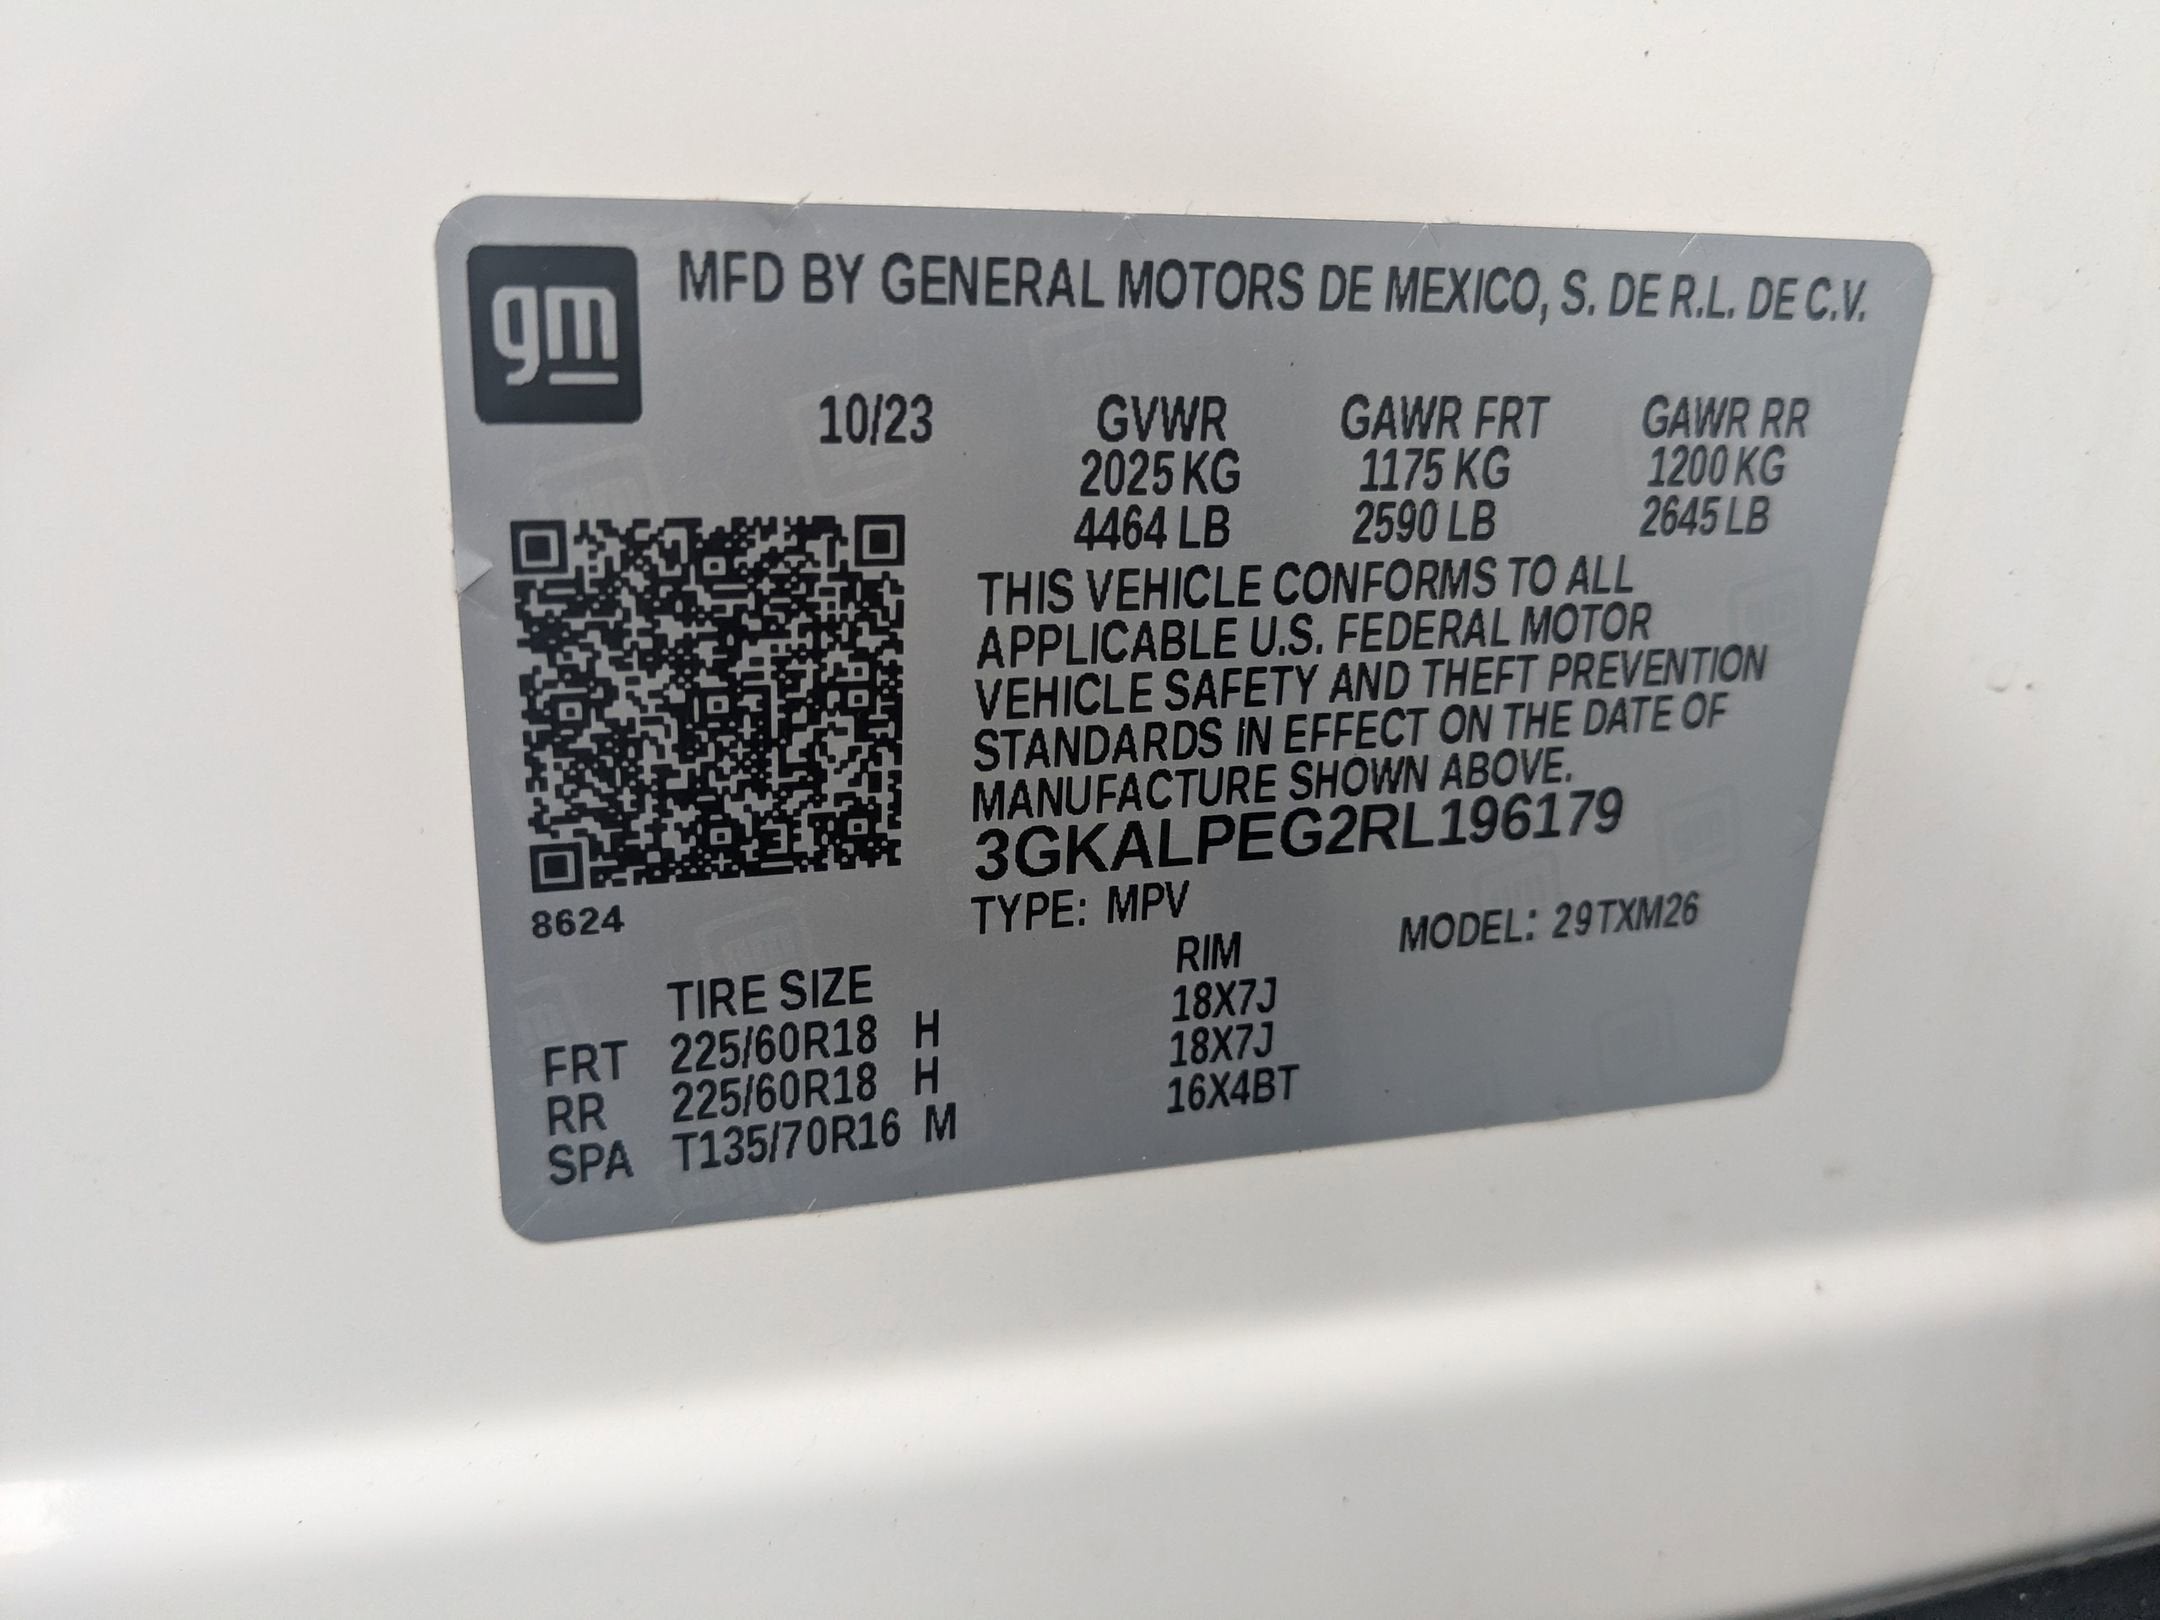 gm
MFD BY GENERAL MOTORS DE MEXICO, S. DE R.L. DE C.V.
10/23 GVWR GAWR FRT GAWR RR
2025 KG 1175 KG 1200 KG
4464 LB 2590 LB 2645 LB
THIS VEHICLE CONFORMS TO ALL
APPLICABLE U.S. FEDERAL MOTOR
VEHICLE SAFETY AND THEFT PREVENTION
STANDARDS IN EFFECT ON THE DATE OF
MANUFACTURE SHOWN ABOVE.
3GKALPEG2RL196179
8624
TYPE: MPV MODEL: 29TXM26
TIRE SIZE RIM
FRT 225/60R18 H 18X7J
RR 225/60R18 H 18X7J
SPA T135/70R16 M 16X4BT